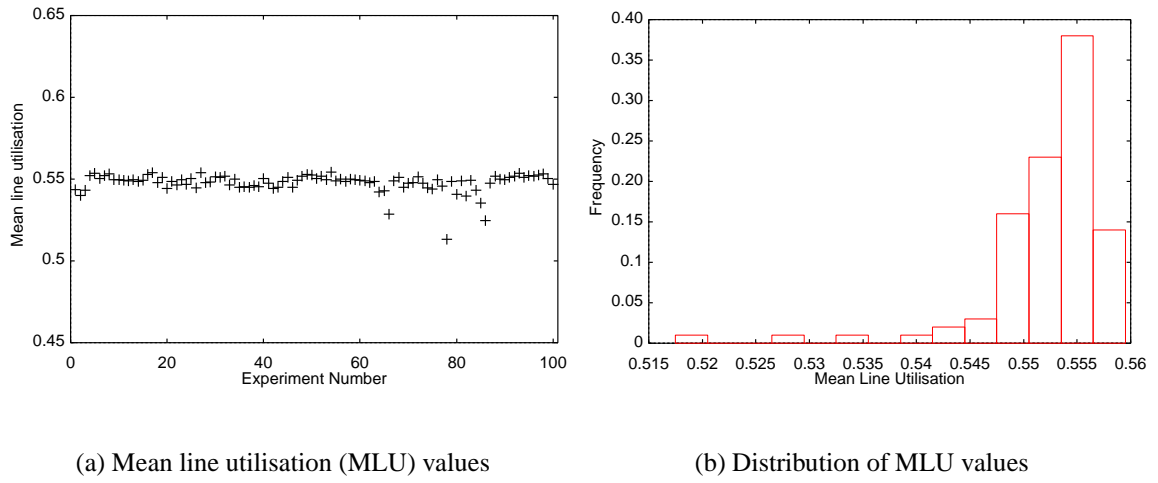 0.65
0.6
0.55
0.5
0.45
Mean line utilisation
0 20 40 60 80 100
Experiment Number
0.40
0.35
0.30
0.25
0.20
0.15
0.1
0.05
0
Frequency
0.515 0.52 0.525 0.53 0.535 0.54 0.545 0.55 0.555 0.56
Mean Line Utilisation
(a) Mean line utilisation (MLU) values
(b) Distribution of MLU values